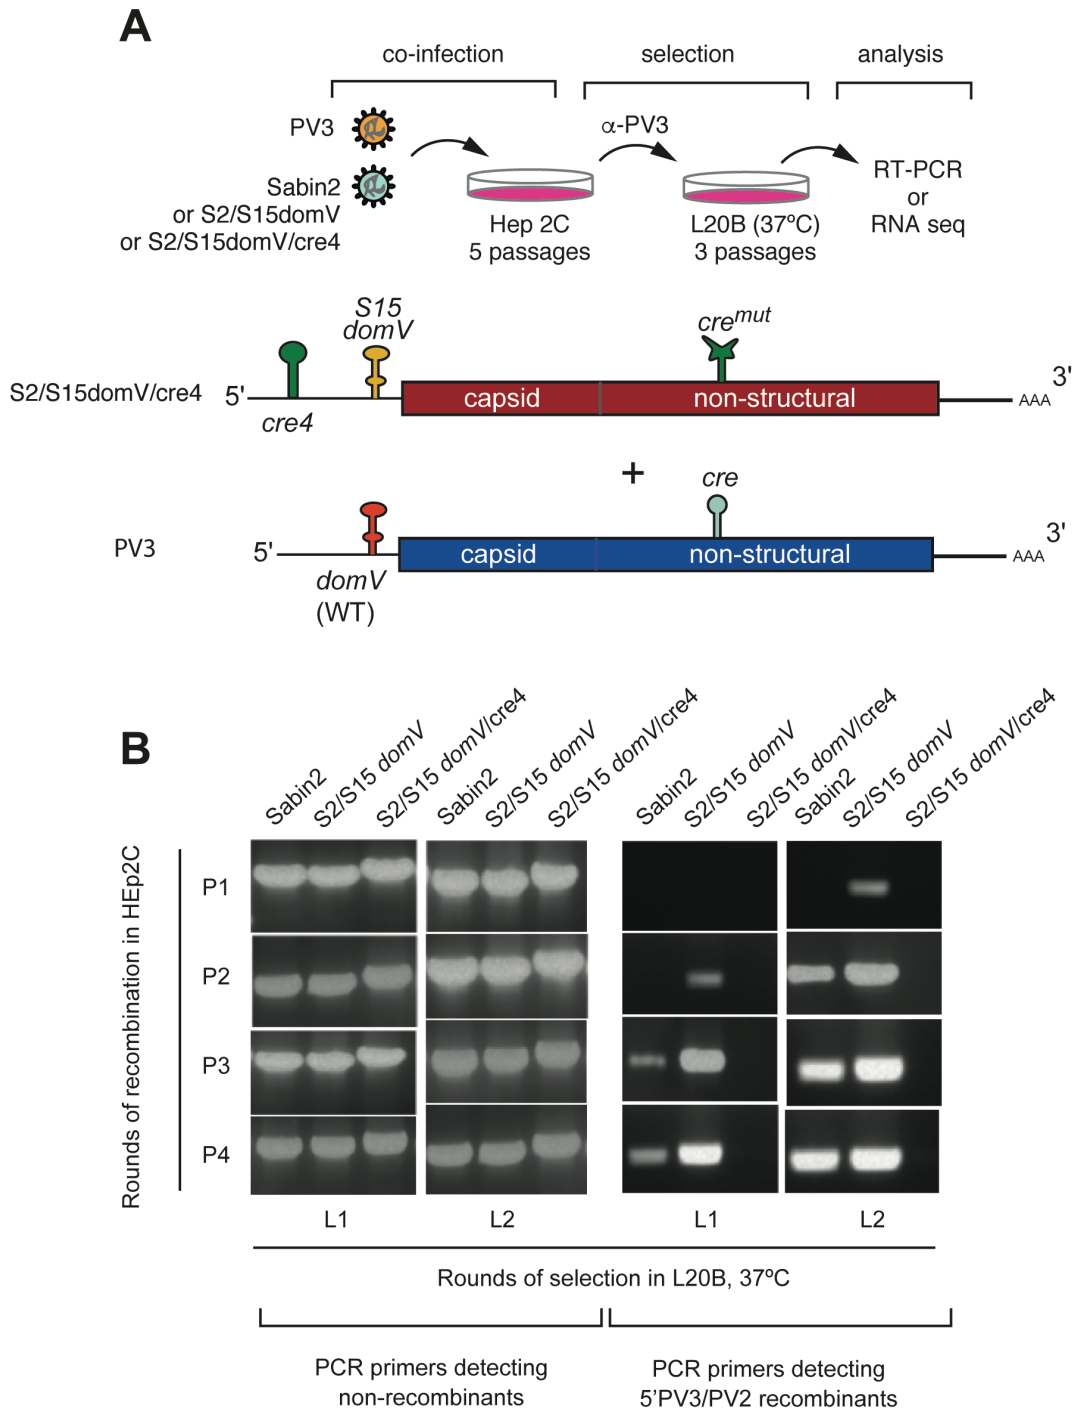 A
co-infection
selection
analysis
PV3
α-PV3
Sabin2
or S2/S15domV
or S2/S15domV/cre4
Hep 2C
5 passages
L20B (37ºC)
3 passages
RT-PCR
or
RNA seq
S15
domV
cremut
S2/S15domV/cre4
5'
capsid
non-structural
AAA
3'
cre4
+
cre
PV3
5'
capsid
non-structural
AAA
3'
domV
(WT)
B
Sabin2
S2/S15 domV
S2/S15 domV/cre4
Sabin2
S2/S15 domV
S2/S15 domV/cre4
Sabin2
S2/S15 domV
S2/S15 domV/cre4
Sabin2
S2/S15 domV
S2/S15 domV/cre4
Rounds of recombination in HEp2C
P1
P2
P3
P4
L1
L2
L1
L2
Rounds of selection in L20B, 37ºC
PCR primers detecting
non-recombinants
PCR primers detecting
5'PV3/PV2 recombinants